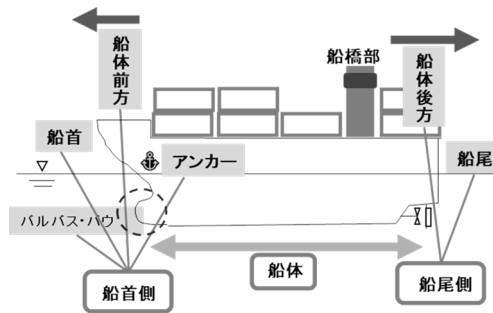 船体前方
船橋部
船体後方
船首
アンカー
船尾
バルバス・バウ
船体
船首側
船尾側